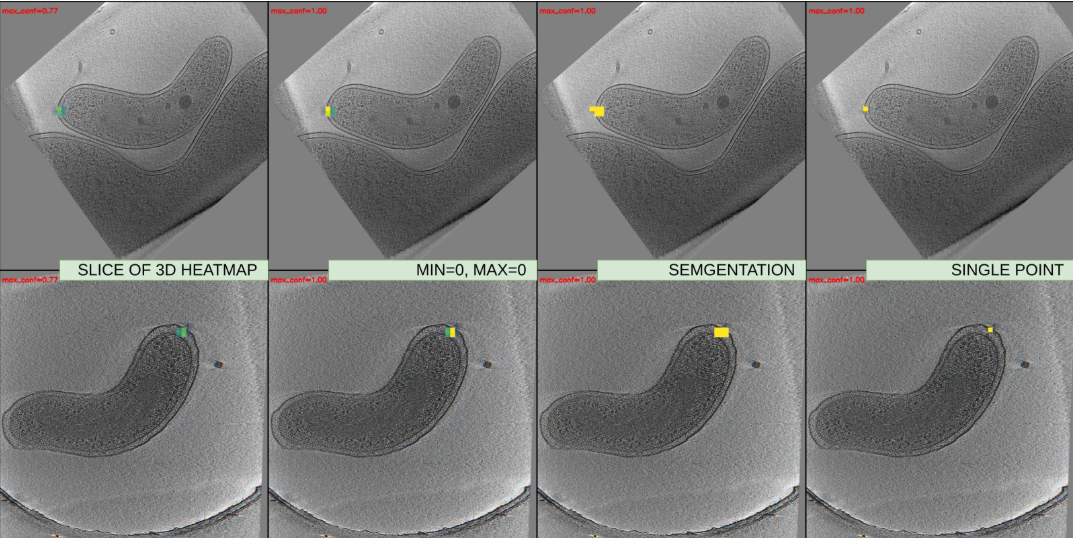 max_conf=0.77
max_conf=1.00
max_conf=1.00
max_conf=1.00
SLICE OF 3D HEATMAP
MIN=0, MAX=0
SEMGENTATION
SINGLE POINT
max_conf=0.77
max_conf=1.00
max_conf=1.00
max_conf=1.00